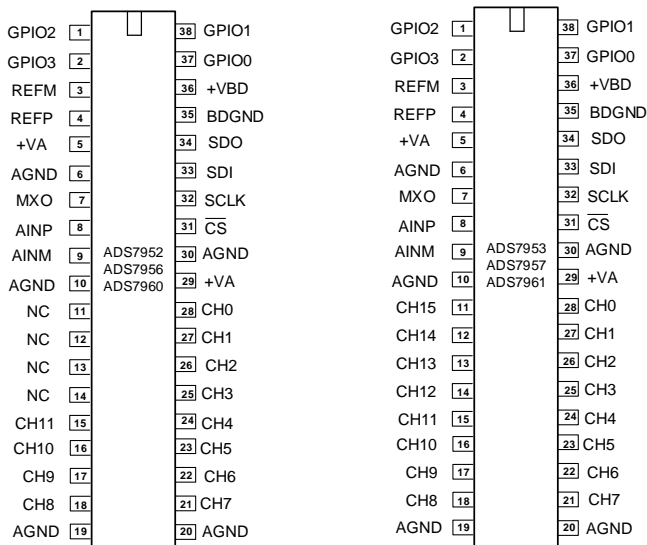 GPIO2 1 38 GPIO1
GPIO3 2 37 GPIO0
REFM 3 36 +VBD
REFP 4 35 BDGND
+VA 5 34 SDO
AGND 6 33 SDI
MXO 7 32 SCLK
AINP 8 31 CS
AINM 9 30 AGND
AGND 10 29 +VA
NC 11 28 CH0
NC 12 27 CH1
NC 13 26 CH2
NC 14 25 CH3
CH11 15 24 CH4
CH10 16 23 CH5
CH9 17 22 CH6
CH8 18 21 CH7
AGND 19 20 AGND
ADS7952
ADS7956
ADS7960
GPIO2 1 38 GPIO1
GPIO3 2 37 GPIO0
REFM 3 36 +VBD
REFP 4 35 BDGND
+VA 5 34 SDO
AGND 6 33 SDI
MXO 7 32 SCLK
AINP 8 31 CS
AINM 9 30 AGND
AGND 10 29 +VA
CH15 11 28 CH0
CH14 12 27 CH1
CH13 13 26 CH2
CH12 14 25 CH3
CH11 15 24 CH4
CH10 16 23 CH5
CH9 17 22 CH6
CH8 18 21 CH7
AGND 19 20 AGND
ADS7953
ADS7957
ADS7961